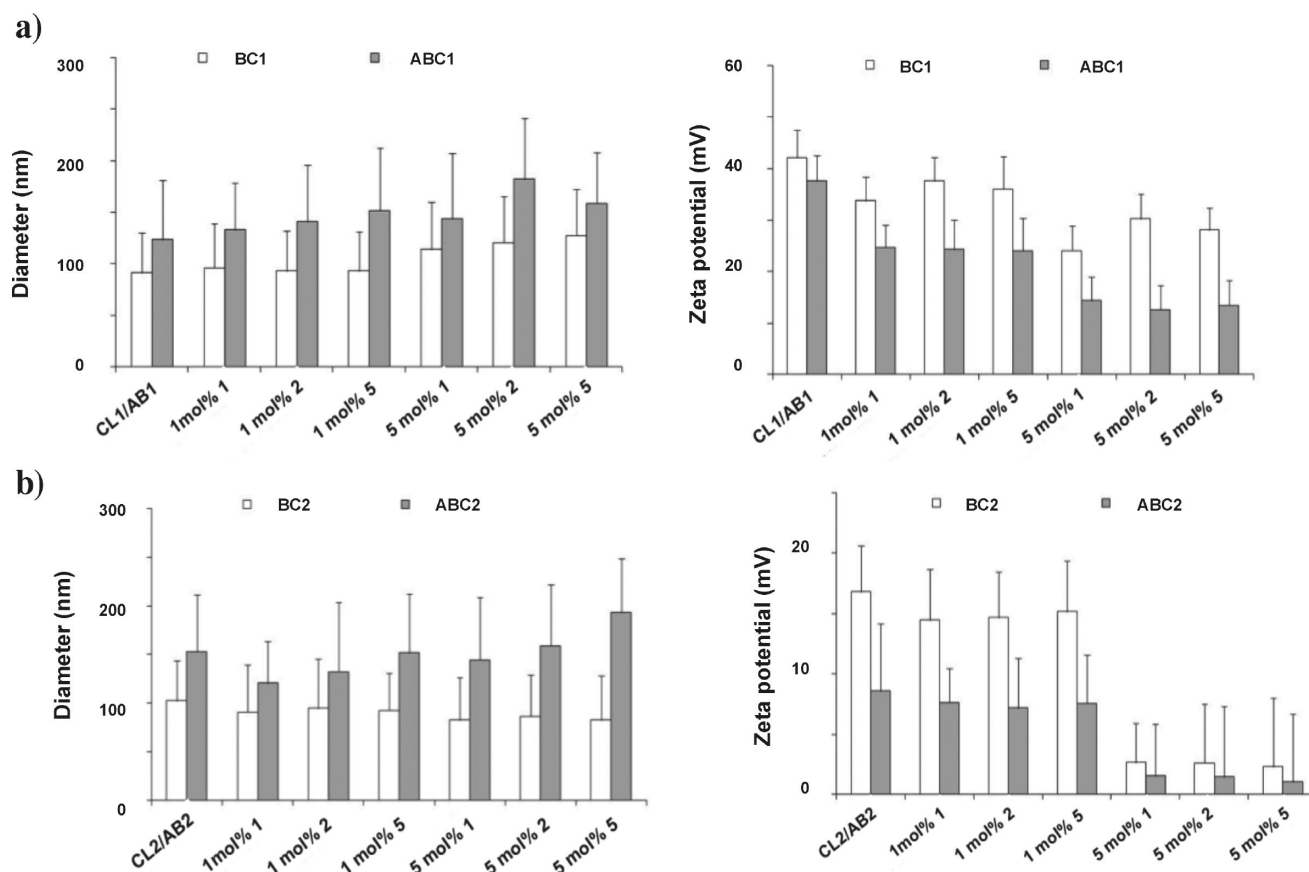 a)
BC1 ABC1
300
200
100
0
Diameter (nm)
CL1/AB1 1mol% 1 1 mol% 2 1 mol% 5 5 mol% 1 5 mol% 2 5 mol% 5
BC1 ABC1
60
40
20
0
Zeta potential (mV)
CL1/AB1 1mol% 1 1 mol% 2 1 mol% 5 5 mol% 1 5 mol% 2 5 mol% 5
b)
BC2 ABC2
300
200
100
0
Diameter (nm)
CL2/AB2 1mol% 1 1 mol% 2 1 mol% 5 5 mol% 1 5 mol% 2 5 mol% 5
BC2 ABC2
20
10
0
Zeta potential (mV)
CL2/AB2 1mol% 1 1 mol% 2 1 mol% 5 5 mol% 1 5 mol% 2 5 mol% 5